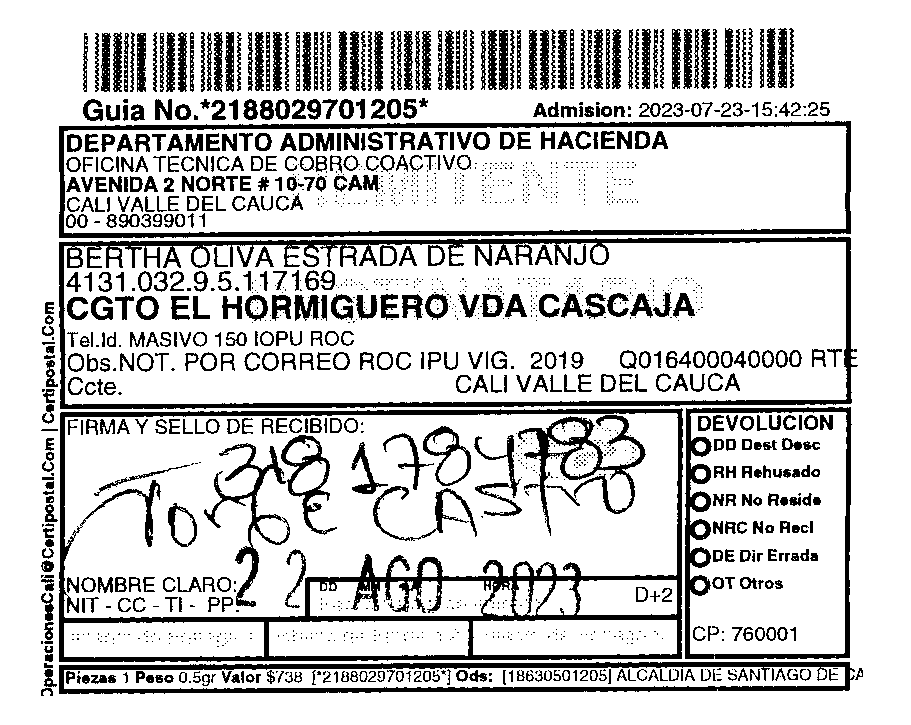 Guia No.*2188029701205* Admision: 2023-07-23-15:42:25
DEPARTAMENTO ADMINISTRATIVO DE HACIENDA
OFICINA TECNICA DE COBRO COACTIVO
AVENIDA 2 NORTE # 10-70 CAM
CALI VALLE DEL CAUCA
00 - 890399011
BERTHA OLIVA ESTRADA DE NARANJO
4131.032.9.5.117169
CGTO EL HORMIGUERO VDA CASCAJA
Tel.Id. MASIVO 150 IOPU ROC
Obs.NOT. POR CORREO ROC IPU VIG. 2019 Q016400040000 RTE
Ccte. CALI VALLE DEL CAUCA
FIRMA Y SELLO DE RECIBIDO:
318 1784783
Jorge CASTRO
NOMBRE CLARO:
22 AGO 2023
NIT - CC - TI - PP
DD
D+2
DEVOLUCION
DD Dest Desc
RH Rehusado
NR No Reside
NRC No Recl
DE Dir Errada
OT Otros
CP: 760001
Piezas 1 Peso 0.5gr Valor $738 [*2188029701205*] Ods: [18630501205] ALCALDIA DE SANTIAGO DE CA
OperacionesCali@Certipostal.Com | Certipostal.Com